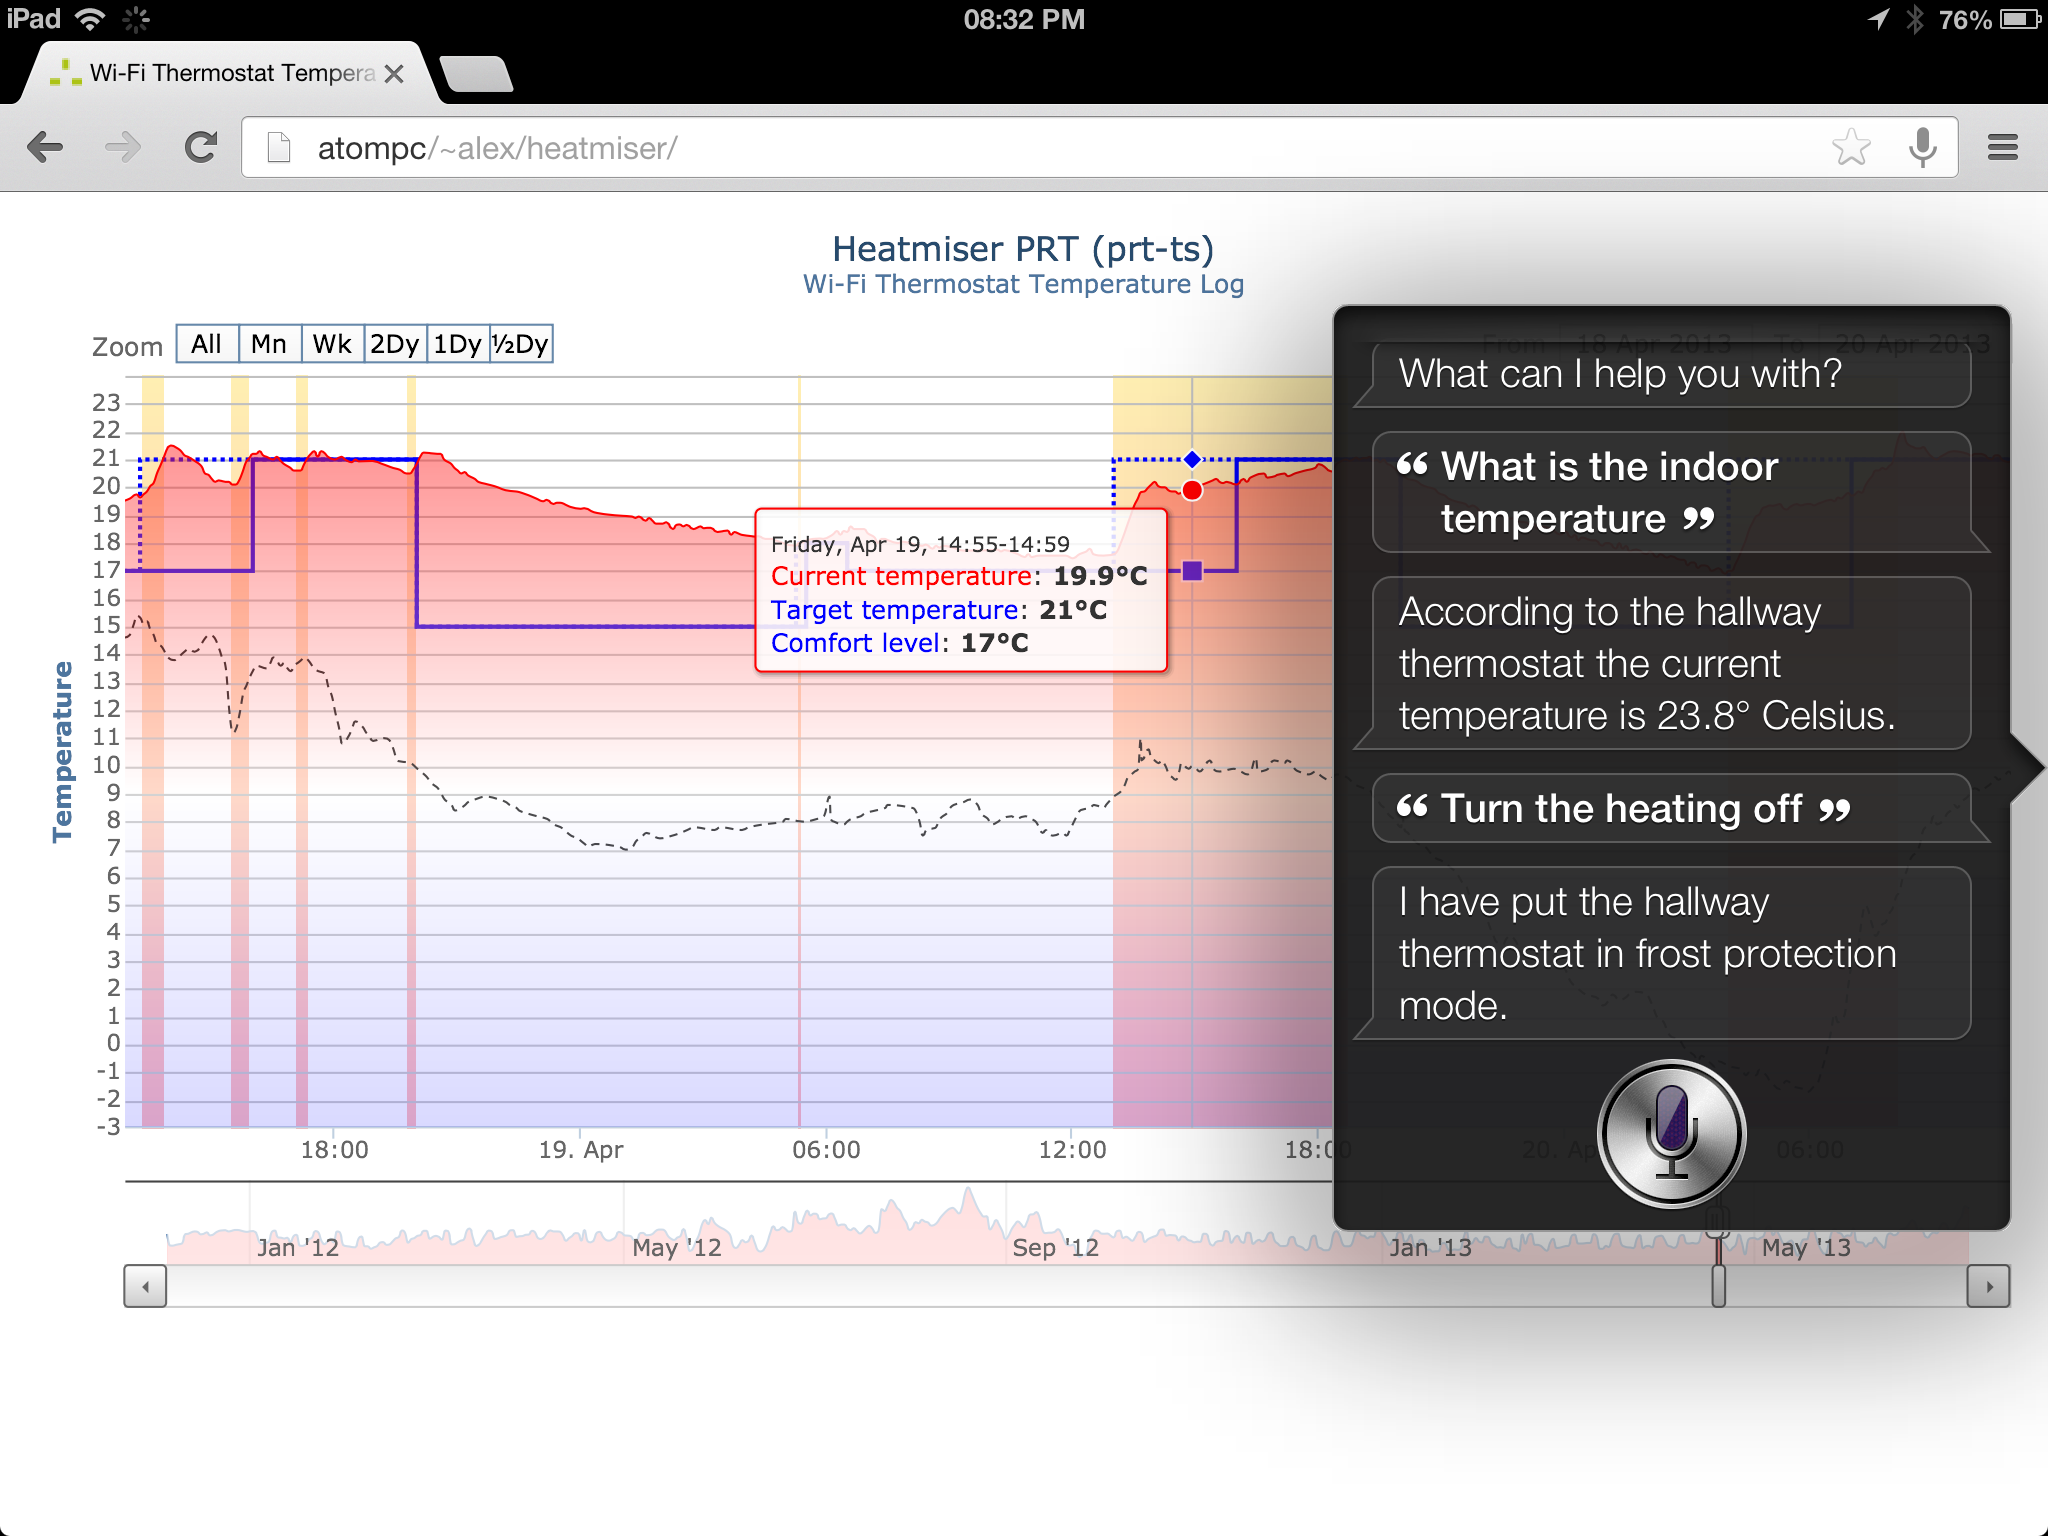 iPad
08:32 PM
76%
Wi-Fi Thermostat Tempera
atompc/~alex/heatmiser/
Heatmiser PRT (prt-ts)
Wi-Fi Thermostat Temperature Log
Zoom All Mn Wk 2Dy 1Dy ½Dy
From 18 Apr 2013 To 20 Apr 2013
23
22
21
20
19
18
17
16
15
14
13
12
11
10
9
8
7
6
5
4
3
2
1
0
-1
-2
-3
Temperature
Friday, Apr 19, 14:55-14:59
Current temperature: 19.9°C
Target temperature: 21°C
Comfort level: 17°C
18:00 19. Apr 06:00 12:00 18:00 20. Ap 06:00
Jan '12 May '12 Sep '12 Jan '13 May '13
What can I help you with?
“ What is the indoor
temperature ”
According to the hallway
thermostat the current
temperature is 23.8° Celsius.
“ Turn the heating off ”
I have put the hallway
thermostat in frost protection
mode.